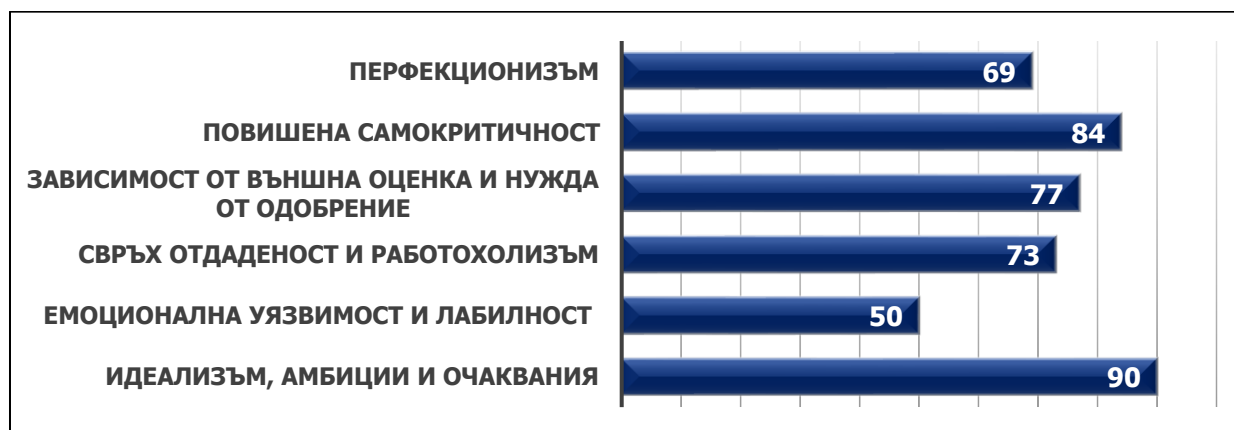 ПЕРФЕКЦИОНИЗЪМ 69
ПОВИШЕНА САМОКРИТИЧНОСТ 84
ЗАВИСИМОСТ ОТ ВЪНШНА ОЦЕНКА И НУЖДА
ОТ ОДОБРЕНИЕ 77
СВРЪХ ОТДАДЕНОСТ И РАБОТОХОЛИЗЪМ 73
ЕМОЦИОНАЛНА УЯЗВИМОСТ И ЛАБИЛНОСТ 50
ИДЕАЛИЗЪМ, АМБИЦИИ И ОЧАКВАНИЯ 90